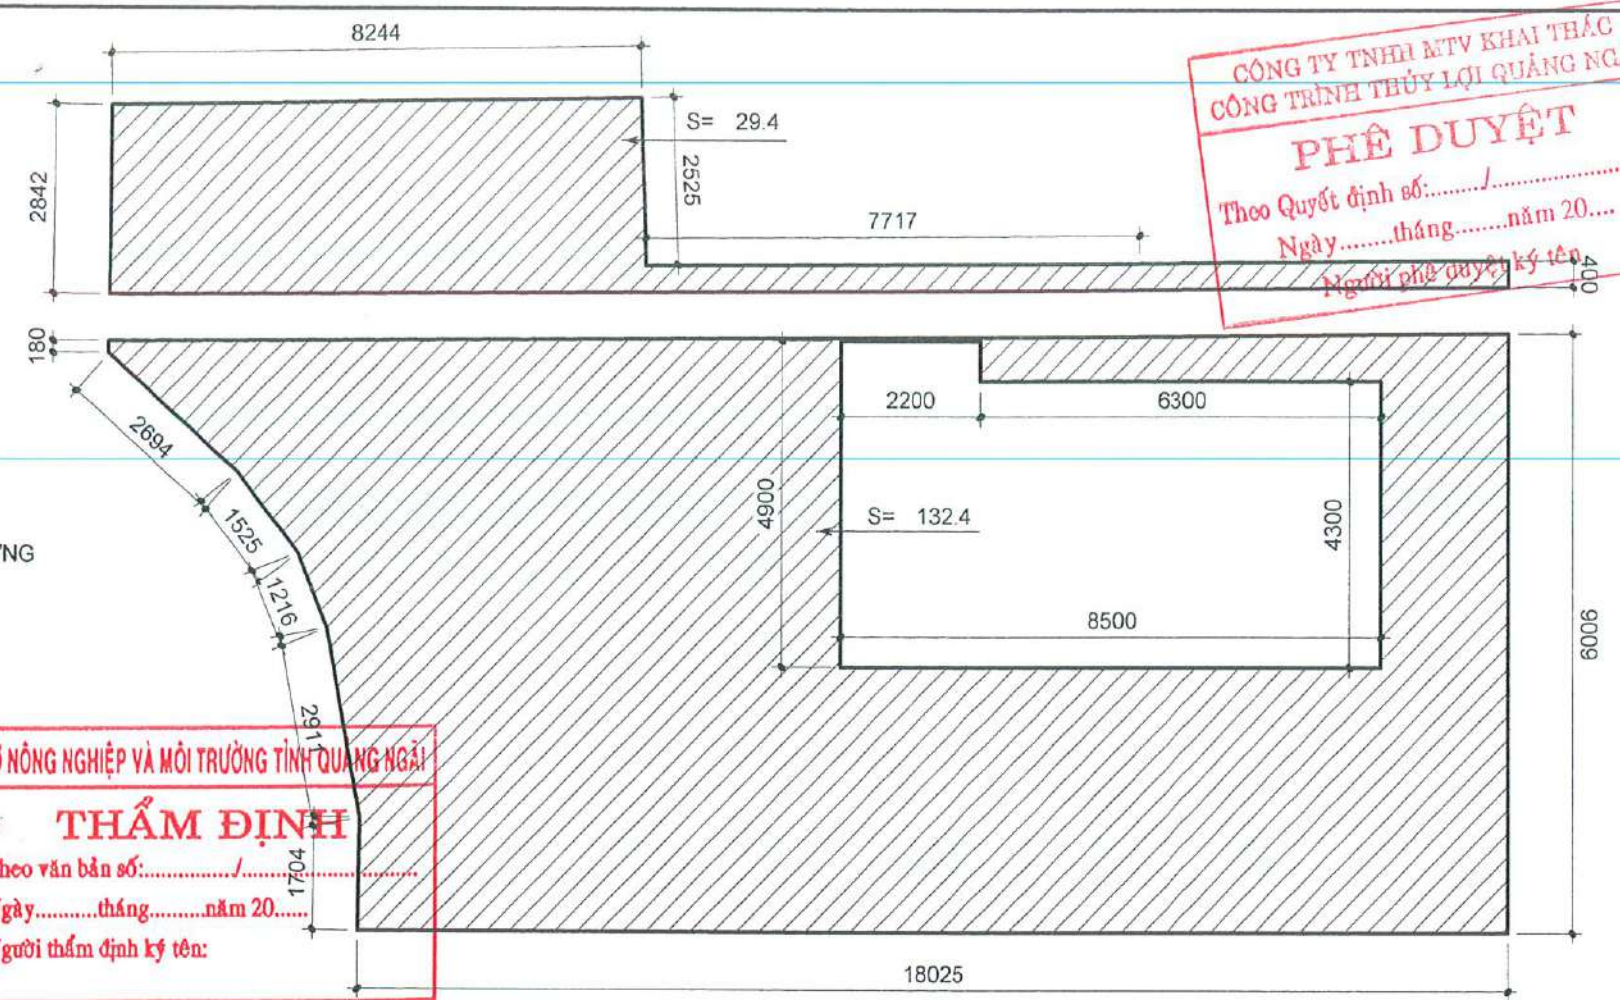 8244
CÔNG TY TNHH MTV KHAI THÁC
CÔNG TRÌNH THỦY LỢI QUẢNG NG
PHÊ DUYỆT
Theo Quyết định số:......../....................
Ngày........tháng........năm 20....
Người phê duyệt ký tên
S= 29.4
2842
2525
7717
400
180
2694
1525
1216
2911
1704
2200
6300
4900
4300
S= 132.4
8500
9006
ỨNG
NÔNG NGHIỆP VÀ MÔI TRƯỜNG TỈNH QUẢNG NGÃI
THẨM ĐỊNH
heo văn bản số:.............../..............................
gày...........tháng..........năm 20......
gười thẩm định ký tên:
18025